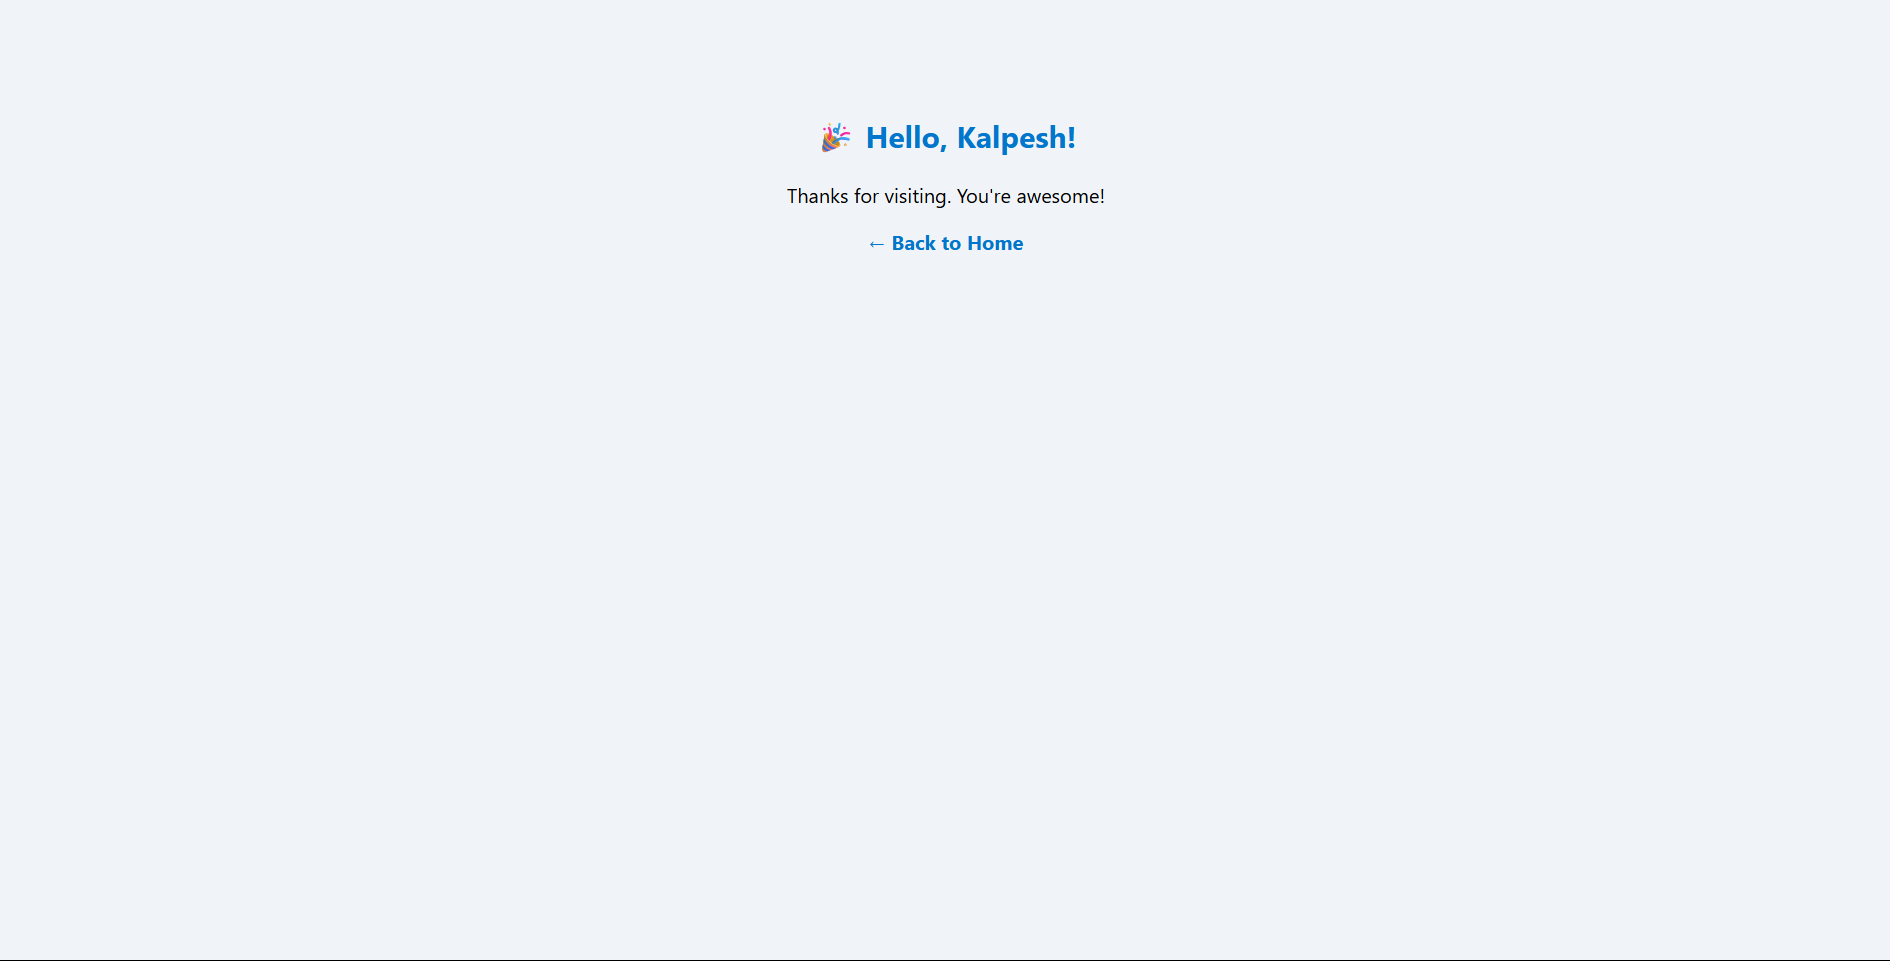 🎉 Hello, Kalpesh!
Thanks for visiting. You're awesome!
← Back to Home